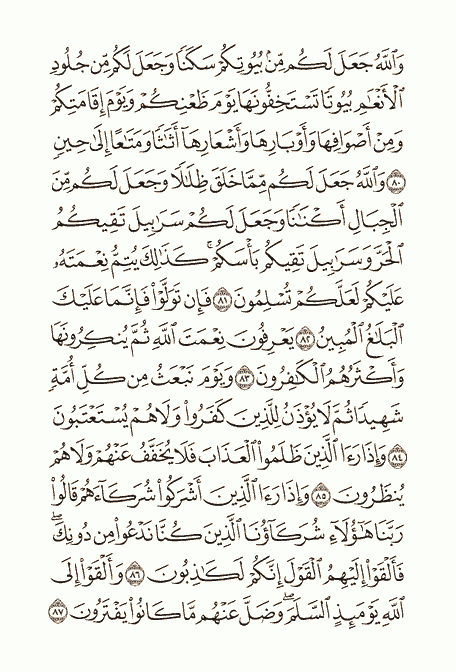 وَٱللَّهُ جَعَلَ لَكُم مِّنۢ بُيُوتِكُمْ سَكَنًا وَجَعَلَ لَكُم مِّن جُلُودِ
ٱلْأَنْعَٰمِ بُيُوتًا تَسْتَخِفُّونَهَا يَوْمَ ظَعْنِكُمْ وَيَوْمَ إِقَامَتِكُمْ
وَمِنْ أَصْوَافِهَا وَأَوْبَارِهَا وَأَشْعَارِهَآ أَثَٰثًا وَمَتَٰعًا إِلَىٰ حِينٍ
٨٠ وَٱللَّهُ جَعَلَ لَكُم مِّمَّا خَلَقَ ظِلَٰلًا وَجَعَلَ لَكُم مِّنَ
ٱلْجِبَالِ أَكْنَٰنًا وَجَعَلَ لَكُمْ سَرَٰبِيلَ تَقِيكُمُ
ٱلْحَرَّ وَسَرَٰبِيلَ تَقِيكُم بَأْسَكُمْ ۚ كَذَٰلِكَ يُتِمُّ نِعْمَتَهُۥ
عَلَيْكُمْ لَعَلَّكُمْ تُسْلِمُونَ ٨١ فَإِن تَوَلَّوْا۟ فَإِنَّمَا عَلَيْكَ
ٱلْبَلَٰغُ ٱلْمُبِينُ ٨٢ يَعْرِفُونَ نِعْمَتَ ٱللَّهِ ثُمَّ يُنكِرُونَهَا
وَأَكْثَرُهُمُ ٱلْكَٰفِرُونَ ٨٣ وَيَوْمَ نَبْعَثُ مِن كُلِّ أُمَّةٍ
شَهِيدًا ثُمَّ لَا يُؤْذَنُ لِلَّذِينَ كَفَرُوا۟ وَلَا هُمْ يُسْتَعْتَبُونَ
٨٤ وَإِذَا رَءَا ٱلَّذِينَ ظَلَمُوا۟ ٱلْعَذَابَ فَلَا يُخَفَّفُ عَنْهُمْ وَلَا هُمْ
يُنظَرُونَ ٨٥ وَإِذَا رَءَا ٱلَّذِينَ أَشْرَكُوا۟ شُرَكَآءَهُمْ قَالُوا۟
رَبَّنَا هَٰٓؤُلَآءِ شُرَكَآؤُنَا ٱلَّذِينَ كُنَّا نَدْعُوا۟ مِن دُونِكَ ۖ
فَأَلْقَوْا۟ إِلَيْهِمُ ٱلْقَوْلَ إِنَّكُمْ لَكَٰذِبُونَ ٨٦ وَأَلْقَوْا۟ إِلَى
ٱللَّهِ يَوْمَئِذٍ ٱلسَّلَمَ ۖ وَضَلَّ عَنْهُم مَّا كَانُوا۟ يَفْتَرُونَ ٨٧